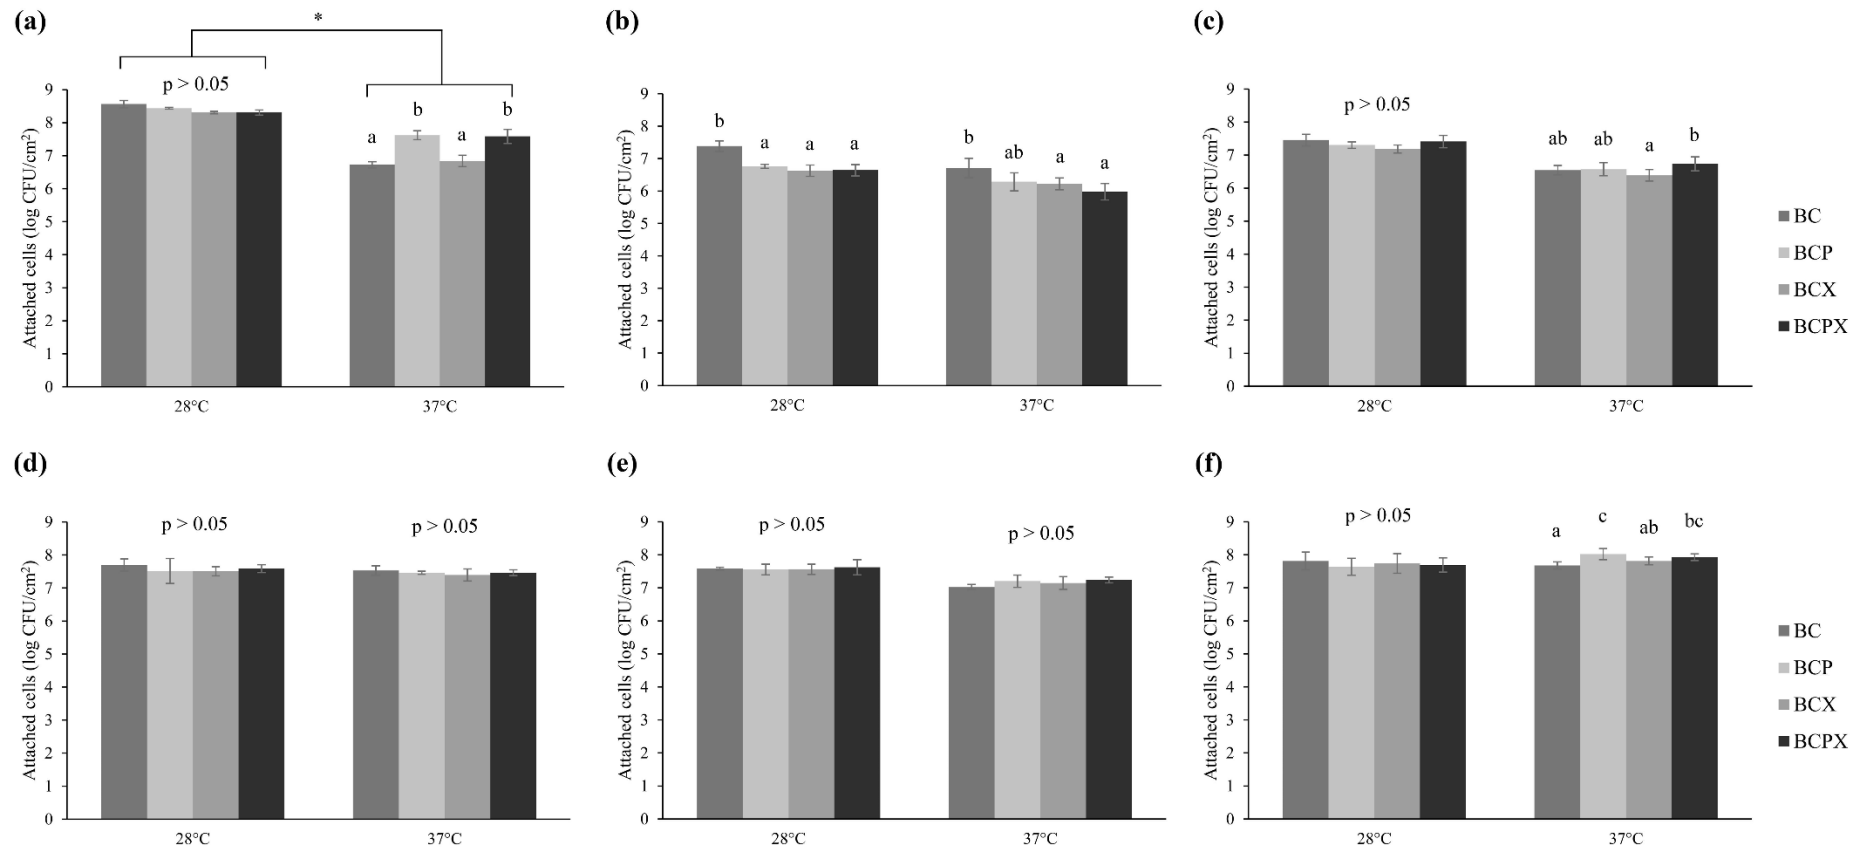 (a)
*
p > 0.05
a
b
a
b
Attached cells (log CFU/cm2)
9
8
7
6
5
4
3
2
1
0
28°C
37°C
(b)
b
a
a
a
b
ab
a
a
Attached cells (log CFU/cm2)
9
8
7
6
5
4
3
2
1
0
28°C
37°C
(c)
p > 0.05
ab
ab
a
b
Attached cells (log CFU/cm2)
9
8
7
6
5
4
3
2
1
0
28°C
37°C
BC
BCP
BCX
BCPX
(d)
p > 0.05
p > 0.05
Attached cells (log CFU/cm2)
9
8
7
6
5
4
3
2
1
0
28°C
37°C
(e)
p > 0.05
p > 0.05
Attached cells (log CFU/cm2)
9
8
7
6
5
4
3
2
1
0
28°C
37°C
(f)
p > 0.05
a
c
ab
bc
Attached cells (log CFU/cm2)
9
8
7
6
5
4
3
2
1
0
28°C
37°C
BC
BCP
BCX
BCPX